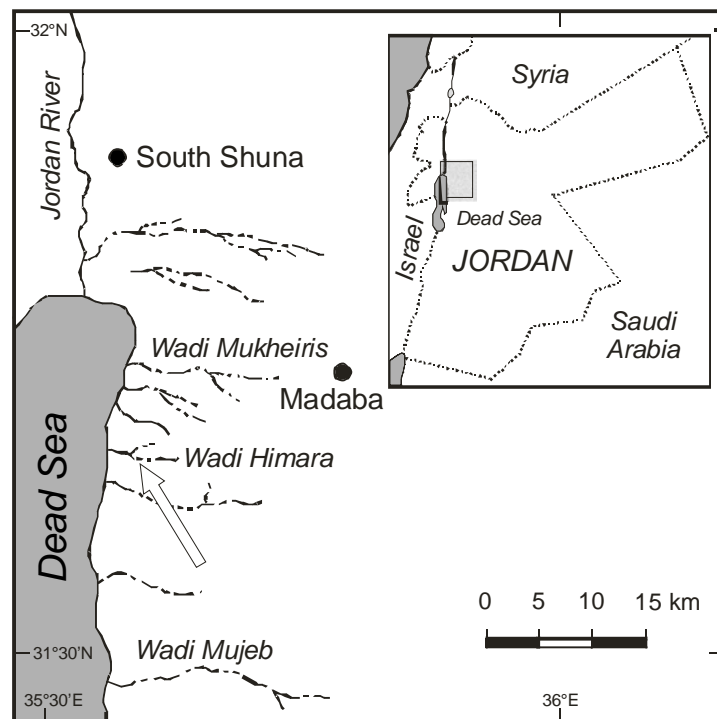 32°N
Jordan River
South Shuna
Syria
Israel
Dead Sea
JORDAN
Saudi
Arabia
Wadi Mukheiris
Madaba
Wadi Himara
Dead Sea
0 5 10 15 km
31°30'N
Wadi Mujeb
35°30'E
36°E